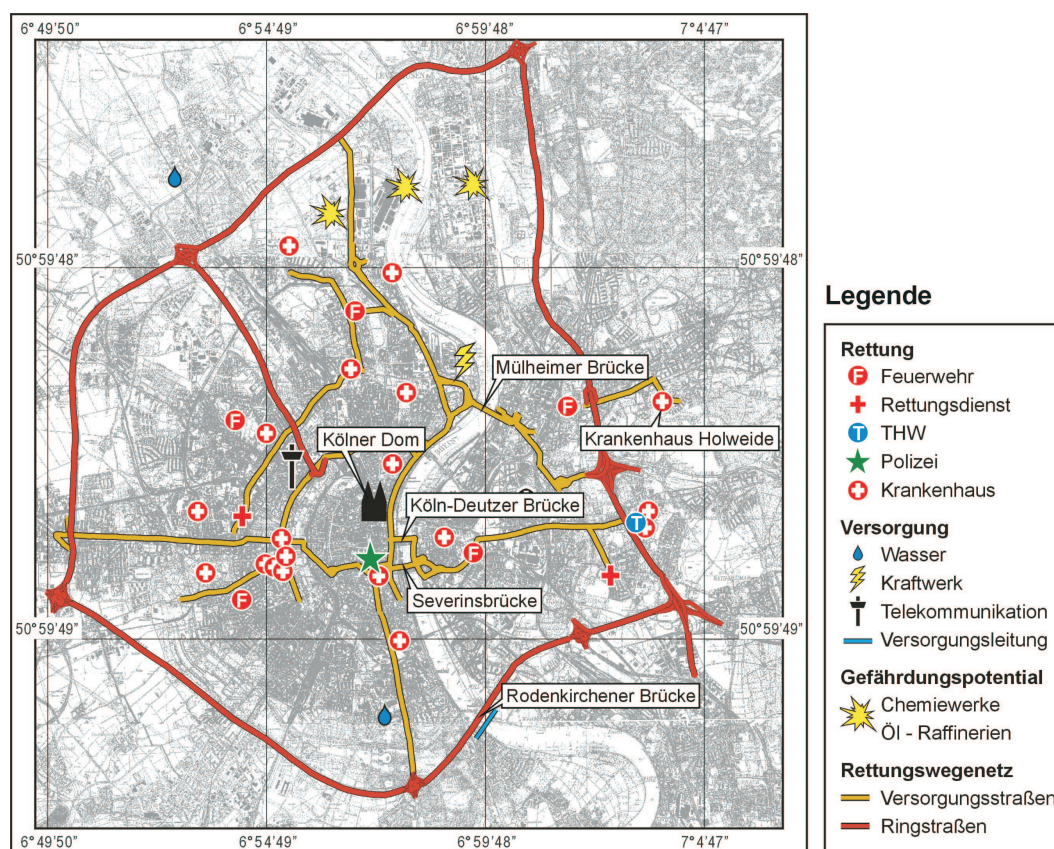 6°49'50" 6°54'49" 6°59'48" 7°4'47"
50°59'48" 50°59'48"
Mülheimer Brücke
Krankenhaus Holweide
Kölner Dom
Köln-Deutzer Brücke
Severinsbrücke
50°59'49" 50°59'49"
Rodenkirchener Brücke
6°49'50" 6°54'49" 6°59'48" 7°4'47"
Legende
Rettung
F Feuerwehr
Rettungsdienst
T THW
Polizei
Krankenhaus
Versorgung
Wasser
Kraftwerk
Telekommunikation
Versorgungsleitung
Gefährdungspotential
Chemiewerke
Öl - Raffinerien
Rettungswegenetz
Versorgungsstraßen
Ringstraßen